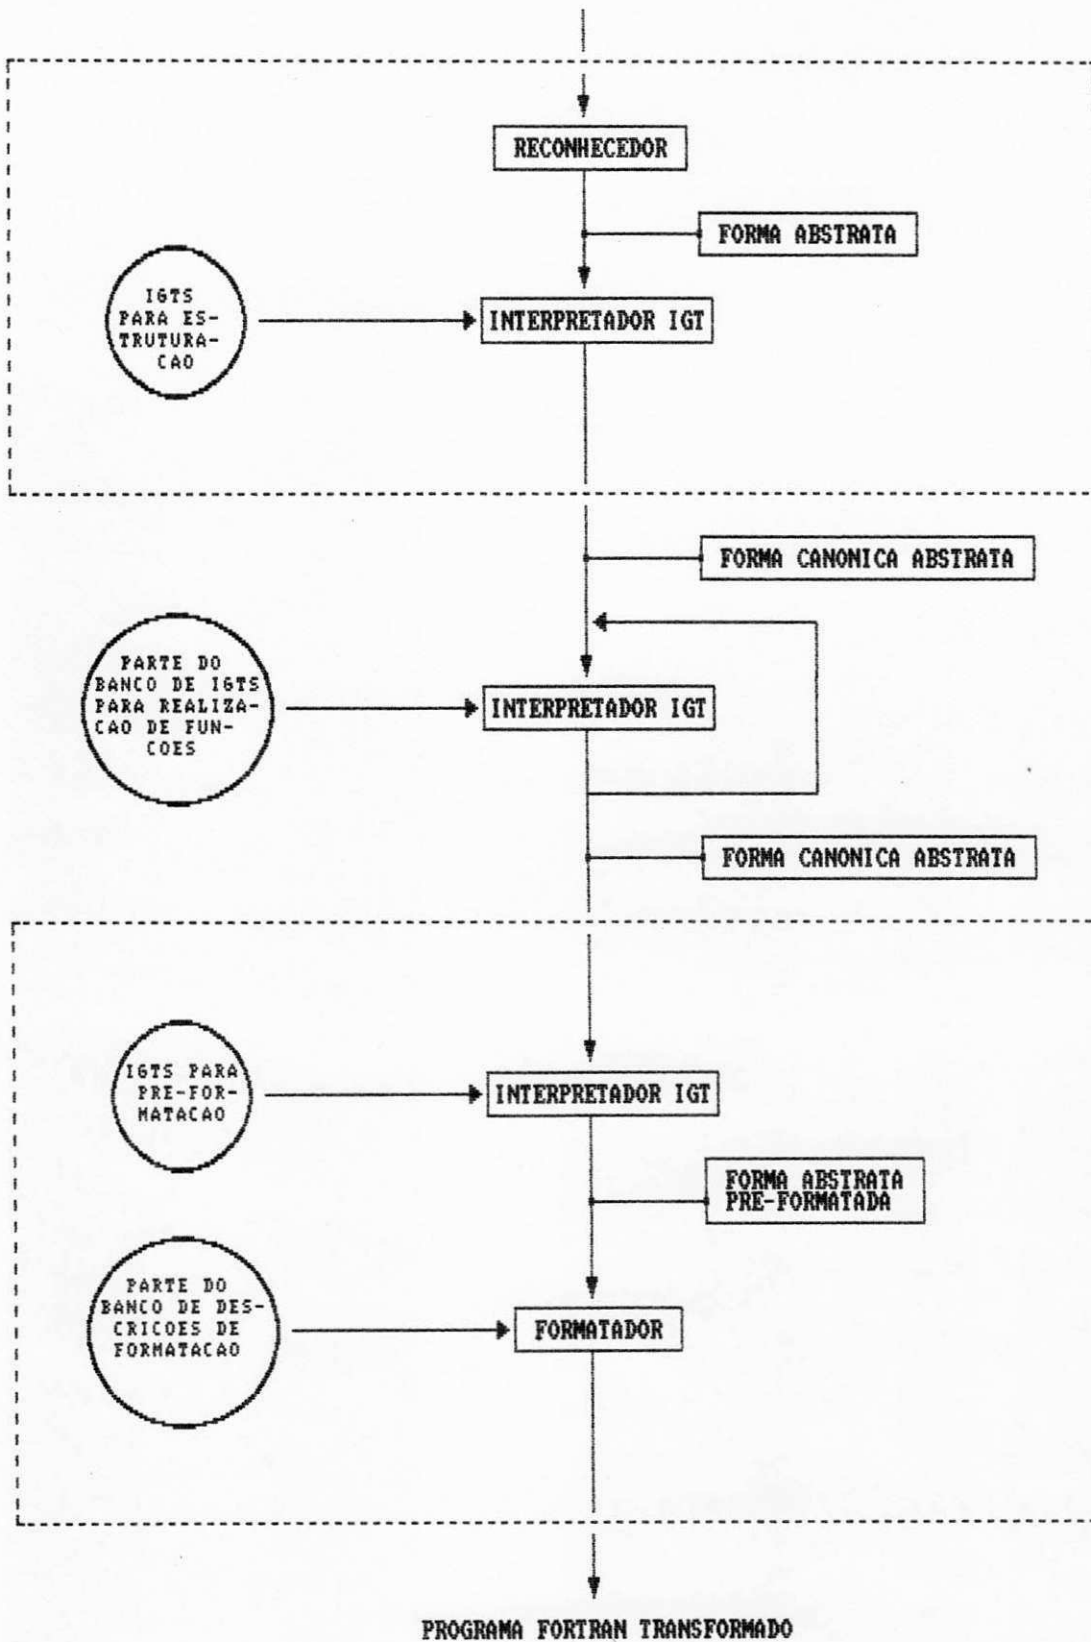 RECONHECEDOR
FORMA ABSTRATA
IGTS
PARA ES-
TRUTURA-
CAO
INTERPRETADOR IGT
FORMA CANONICA ABSTRATA
PARTE DO
BANCO DE IGTS
PARA REALIZA-
CAO DE FUN-
COES
INTERPRETADOR IGT
FORMA CANONICA ABSTRATA
IGTS PARA
PRE-FOR-
MATACAO
INTERPRETADOR IGT
FORMA ABSTRATA
PRE-FORMATADA
PARTE DO
BANCO DE DES-
CRICOES DE
FORMATACAO
FORMATADOR
PROGRAMA FORTRAN TRANSFORMADO